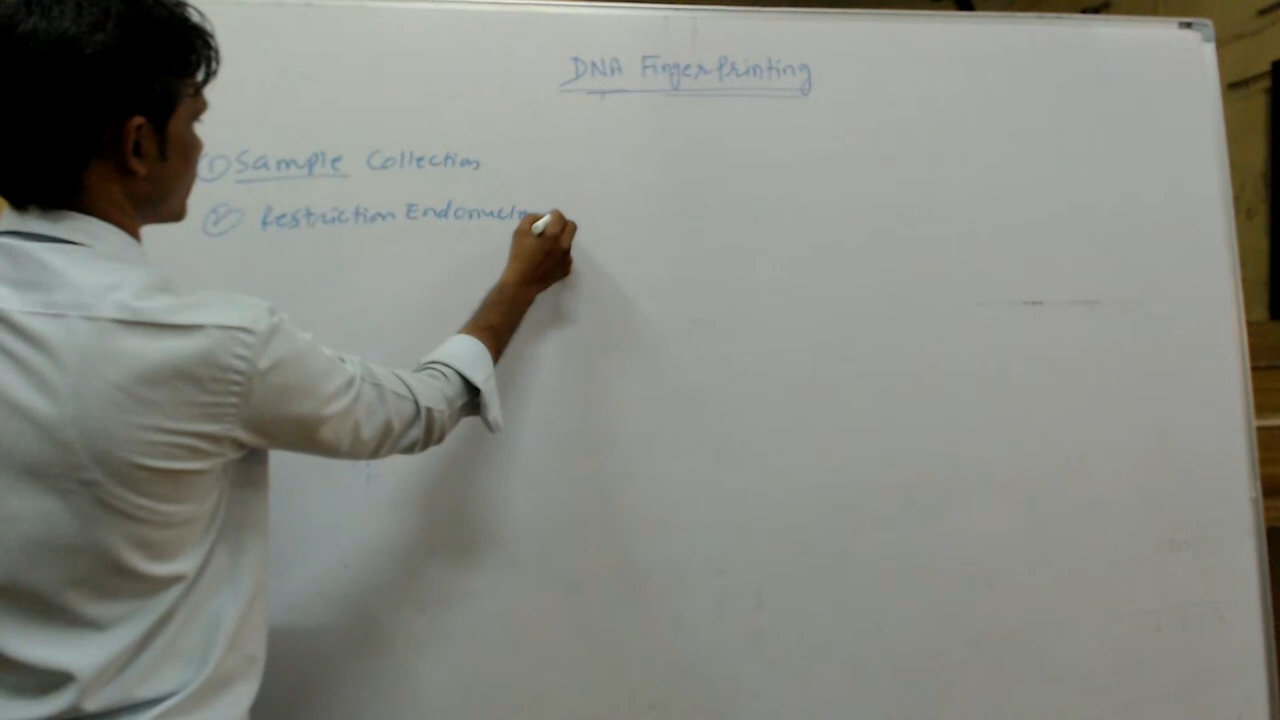 DNA Fingerprinting
① Sample Collection
② Restriction Endonucle